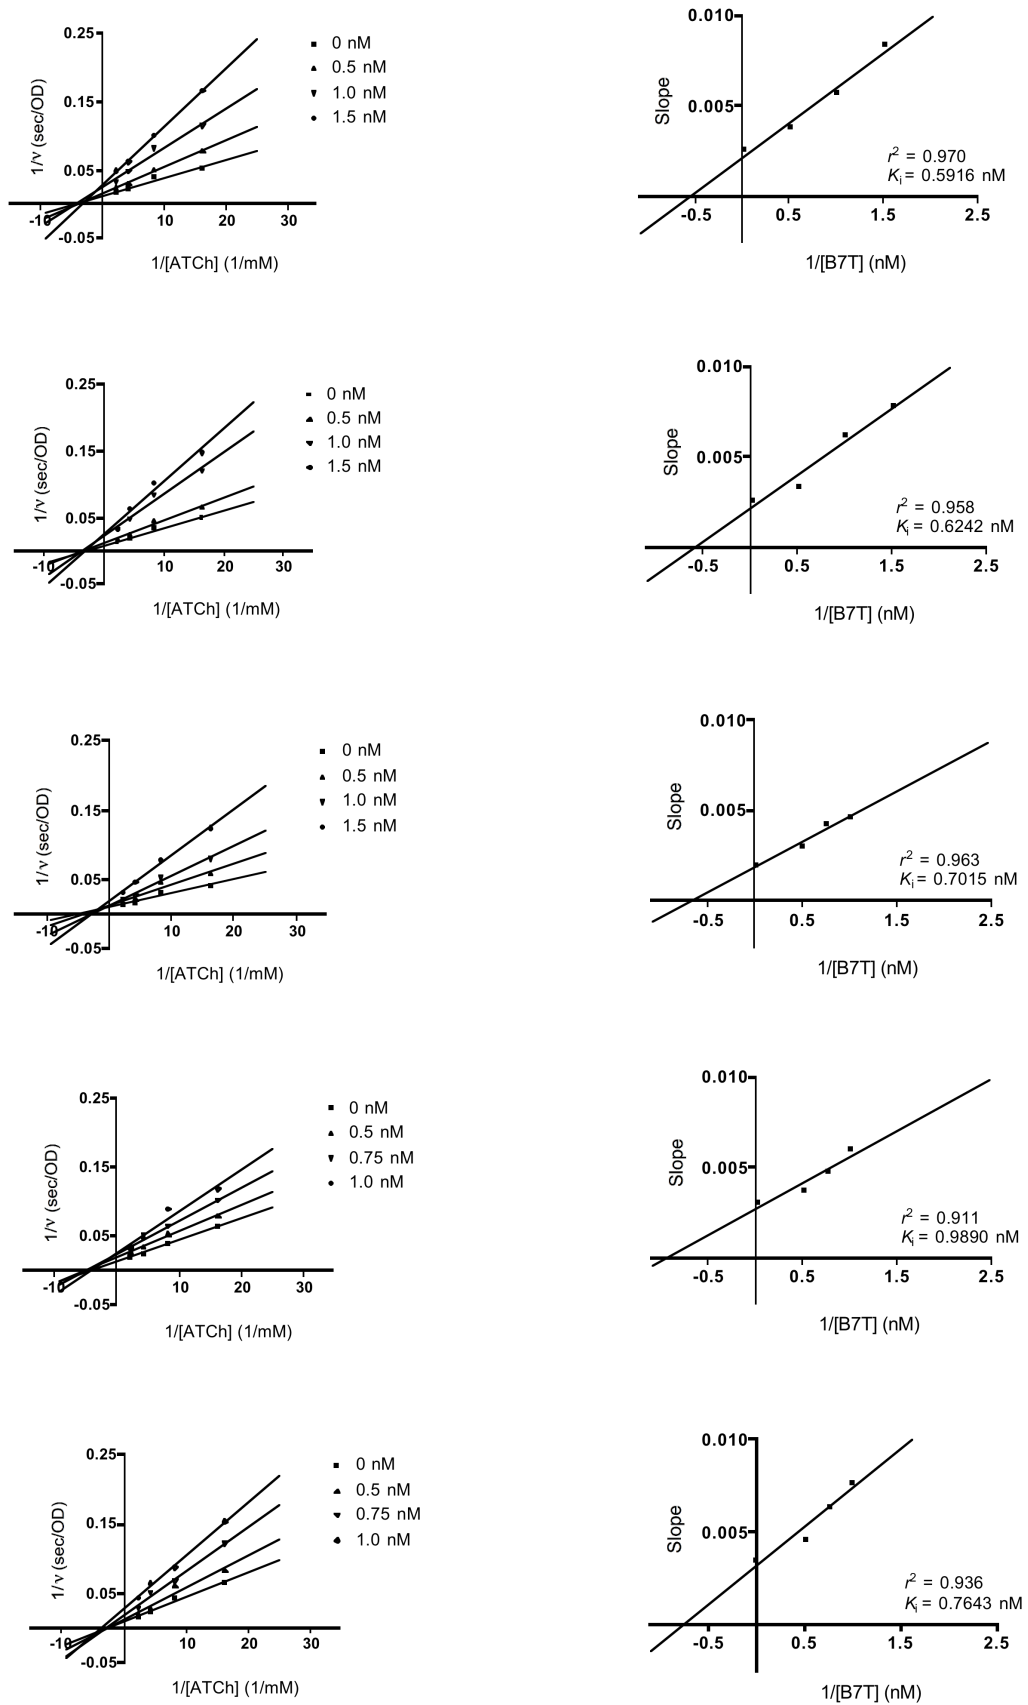 0.25
0.15
0.05
-0.05
-10
10
20
30
1/ν (sec/OD)
1/[ATCh] (1/mM)
0 nM
0.5 nM
1.0 nM
1.5 nM
0.010
0.005
Slope
-0.5
0.5
1.5
2.5
r² = 0.970
Kᵢ = 0.5916 nM
1/[B7T] (nM)
0.25
0.15
0.05
-0.05
-10
10
20
30
1/ν (sec/OD)
1/[ATCh] (1/mM)
0 nM
0.5 nM
1.0 nM
1.5 nM
0.010
0.005
Slope
-0.5
0.5
1.5
2.5
r² = 0.958
Kᵢ = 0.6242 nM
1/[B7T] (nM)
0.25
0.15
0.05
-0.05
-10
10
20
30
1/ν (sec/OD)
1/[ATCh] (1/mM)
0 nM
0.5 nM
1.0 nM
1.5 nM
0.010
0.005
Slope
-0.5
0.5
1.5
2.5
r² = 0.963
Kᵢ = 0.7015 nM
1/[B7T] (nM)
0.25
0.15
0.05
-0.05
-10
10
20
30
1/ν (sec/OD)
1/[ATCh] (1/mM)
0 nM
0.5 nM
0.75 nM
1.0 nM
0.010
0.005
Slope
-0.5
0.5
1.5
2.5
r² = 0.911
Kᵢ = 0.9890 nM
1/[B7T] (nM)
0.25
0.15
0.05
-0.05
-10
10
20
30
1/ν (sec/OD)
1/[ATCh] (1/mM)
0 nM
0.5 nM
0.75 nM
1.0 nM
0.010
0.005
Slope
-0.5
0.5
1.5
2.5
r² = 0.936
Kᵢ = 0.7643 nM
1/[B7T] (nM)